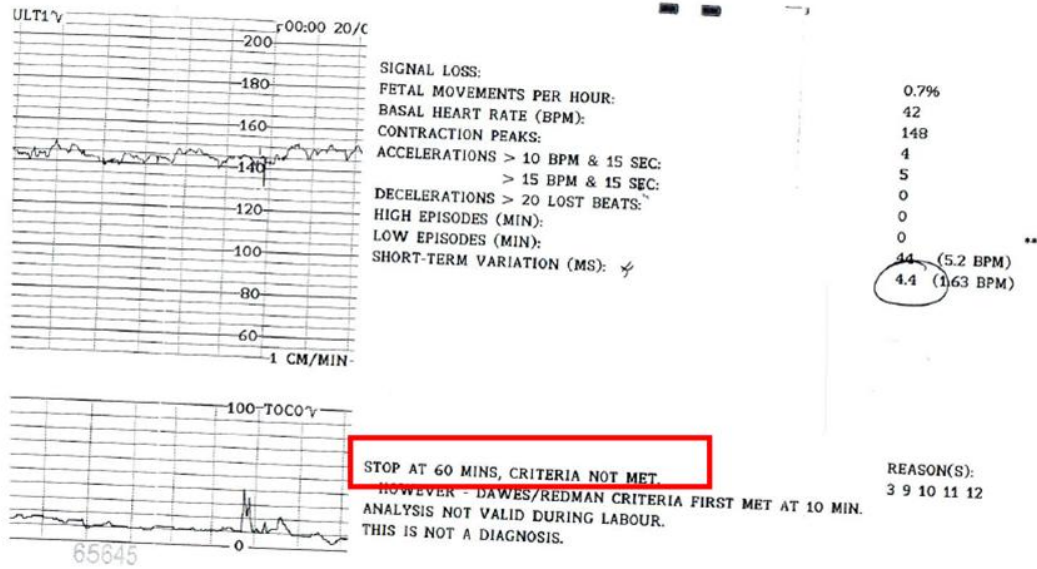 ULT1
00:00 20/0
200
180
160
140
120
100
80
60
1 CM/MIN
SIGNAL LOSS: 0.7%
FETAL MOVEMENTS PER HOUR: 42
BASAL HEART RATE (BPM): 148
CONTRACTION PEAKS: 4
ACCELERATIONS > 10 BPM & 15 SEC: 5
> 15 BPM & 15 SEC: 0
DECELERATIONS > 20 LOST BEATS: 0
HIGH EPISODES (MIN): 0 **
LOW EPISODES (MIN): 44 (5.2 BPM)
SHORT-TERM VARIATION (MS): 4.4 (1.63 BPM)
100 TOCO
0
65645
STOP AT 60 MINS, CRITERIA NOT MET.
HOWEVER - DAWES/REDMAN CRITERIA FIRST MET AT 10 MIN.
ANALYSIS NOT VALID DURING LABOUR.
THIS IS NOT A DIAGNOSIS.
REASON(S):
3 9 10 11 12